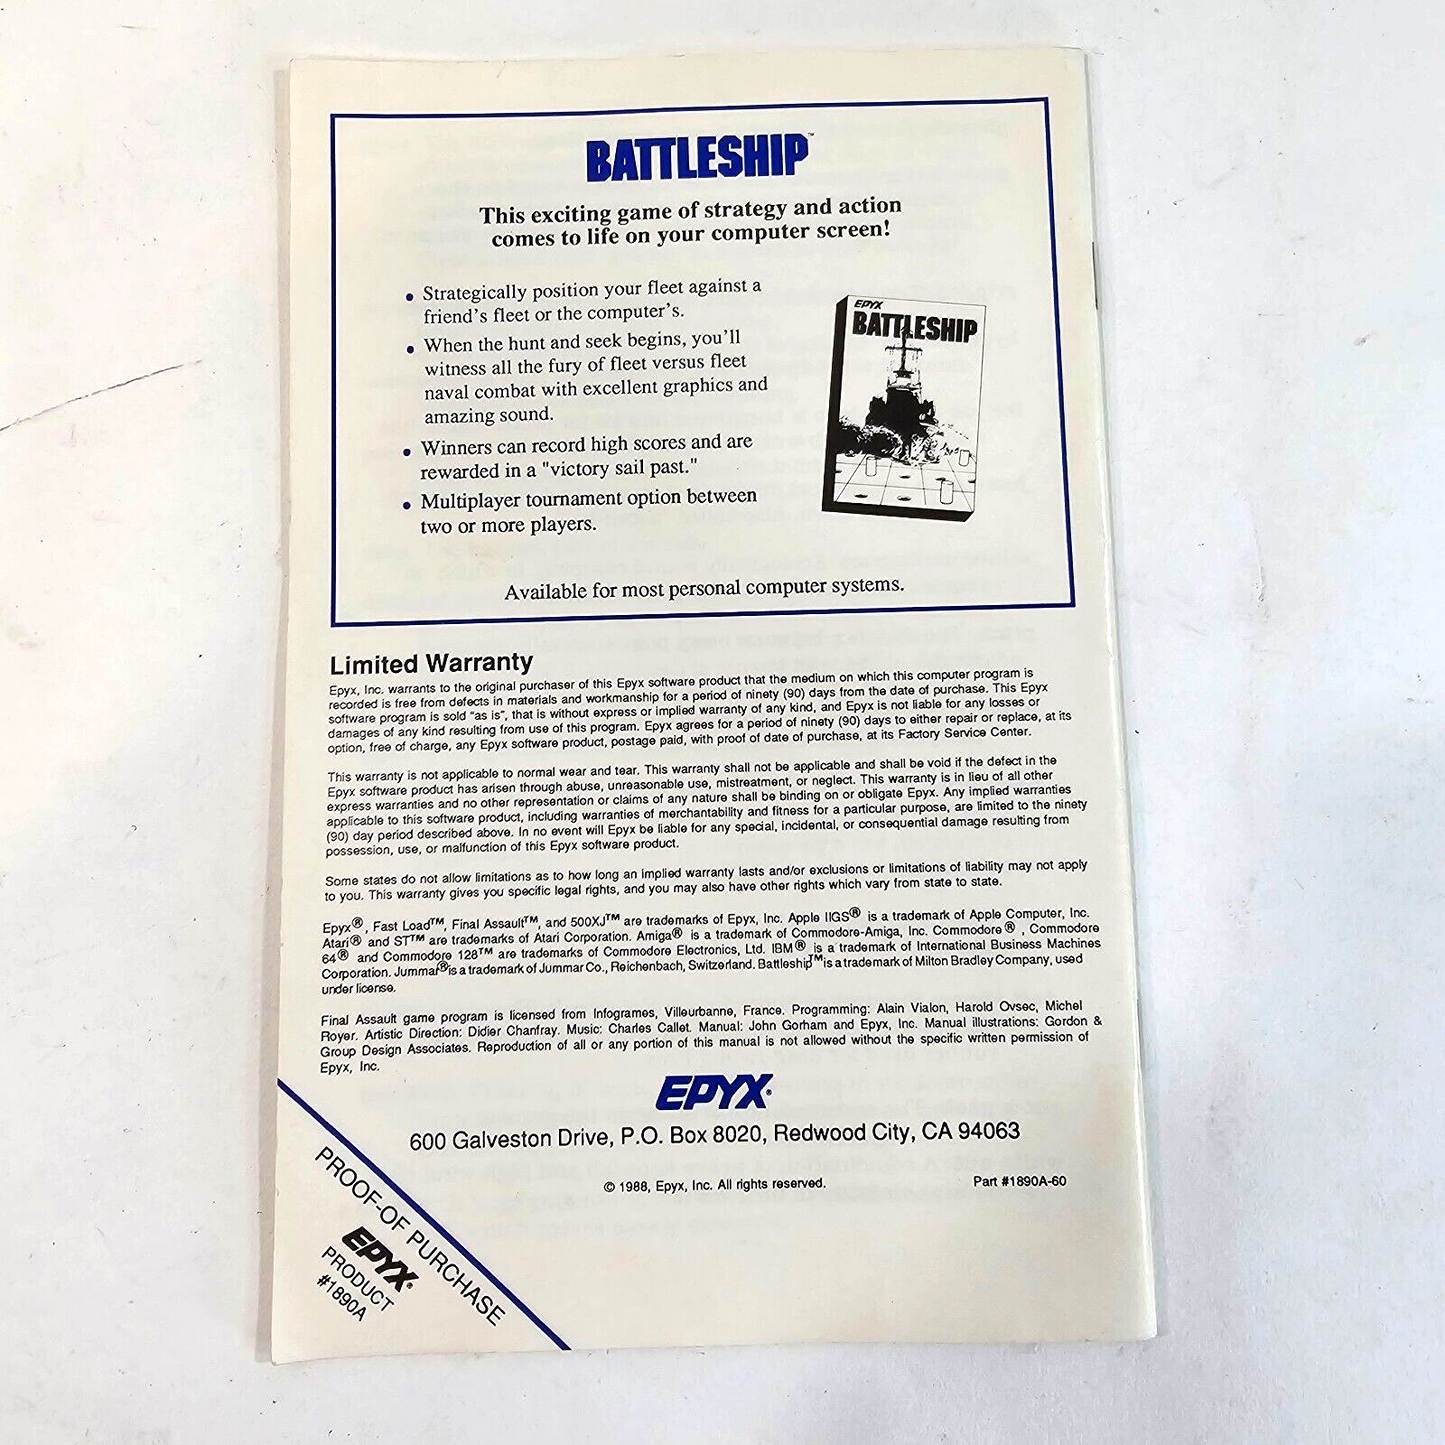 BATTLESHIP™
This exciting game of strategy and action
comes to life on your computer screen!
• Strategically position your fleet against a
friend's fleet or the computer's.
• When the hunt and seek begins, you'll
witness all the fury of fleet versus fleet
naval combat with excellent graphics and
amazing sound.
• Winners can record high scores and are
rewarded in a "victory sail past."
• Multiplayer tournament option between
two or more players.
EPYX
BATTLESHIP
Available for most personal computer systems.
Limited Warranty
Epyx, Inc. warrants to the original purchaser of this Epyx software product that the medium on which this computer program is
recorded is free from defects in materials and workmanship for a period of ninety (90) days from the date of purchase. This Epyx
software program is sold "as is", that is without express or implied warranty of any kind, and Epyx is not liable for any losses or
damages of any kind resulting from use of this program. Epyx agrees for a period of ninety (90) days to either repair or replace, at its
option, free of charge, any Epyx software product, postage paid, with proof of date of purchase, at its Factory Service Center.
This warranty is not applicable to normal wear and tear. This warranty shall not be applicable and shall be void if the defect in the
Epyx software product has arisen through abuse, unreasonable use, mistreatment, or neglect. This warranty is in lieu of all other
express warranties and no other representation or claims of any nature shall be binding on or obligate Epyx. Any implied warranties
applicable to this software product, including warranties of merchantability and fitness for a particular purpose, are limited to the ninety
(90) day period described above. In no event will Epyx be liable for any special, incidental, or consequential damage resulting from
possession, use, or malfunction of this Epyx software product.
Some states do not allow limitations as to how long an implied warranty lasts and/or exclusions or limitations of liability may not apply
to you. This warranty gives you specific legal rights, and you may also have other rights which vary from state to state.
Epyx®, Fast Load™, Final Assault™, and 500XJ™ are trademarks of Epyx, Inc. Apple IIGS® is a trademark of Apple Computer, Inc.
Atari® and ST™ are trademarks of Atari Corporation. Amiga® is a trademark of Commodore-Amiga, Inc. Commodore®, Commodore
64® and Commodore 128™ are trademarks of Commodore Electronics, Ltd. IBM® is a trademark of International Business Machines
Corporation. Jummar® is a trademark of Jummar Co., Reichenbach, Switzerland. Battleship™ is a trademark of Milton Bradley Company, used
under license.
Final Assault game program is licensed from Infogrames, Villeurbanne, France. Programming: Alain Vialon, Harold Ovsec, Michel
Royer. Artistic Direction: Didier Chanfray. Music: Charles Callet. Manual: John Gorham and Epyx, Inc. Manual illustrations: Gordon &
Group Design Associates. Reproduction of all or any portion of this manual is not allowed without the specific written permission of
Epyx, Inc.
EPYX®
600 Galveston Drive, P.O. Box 8020, Redwood City, CA 94063
© 1988, Epyx, Inc. All rights reserved.
Part #1890A-60
PROOF-OF PURCHASE
EPYX®
PRODUCT
#1890A